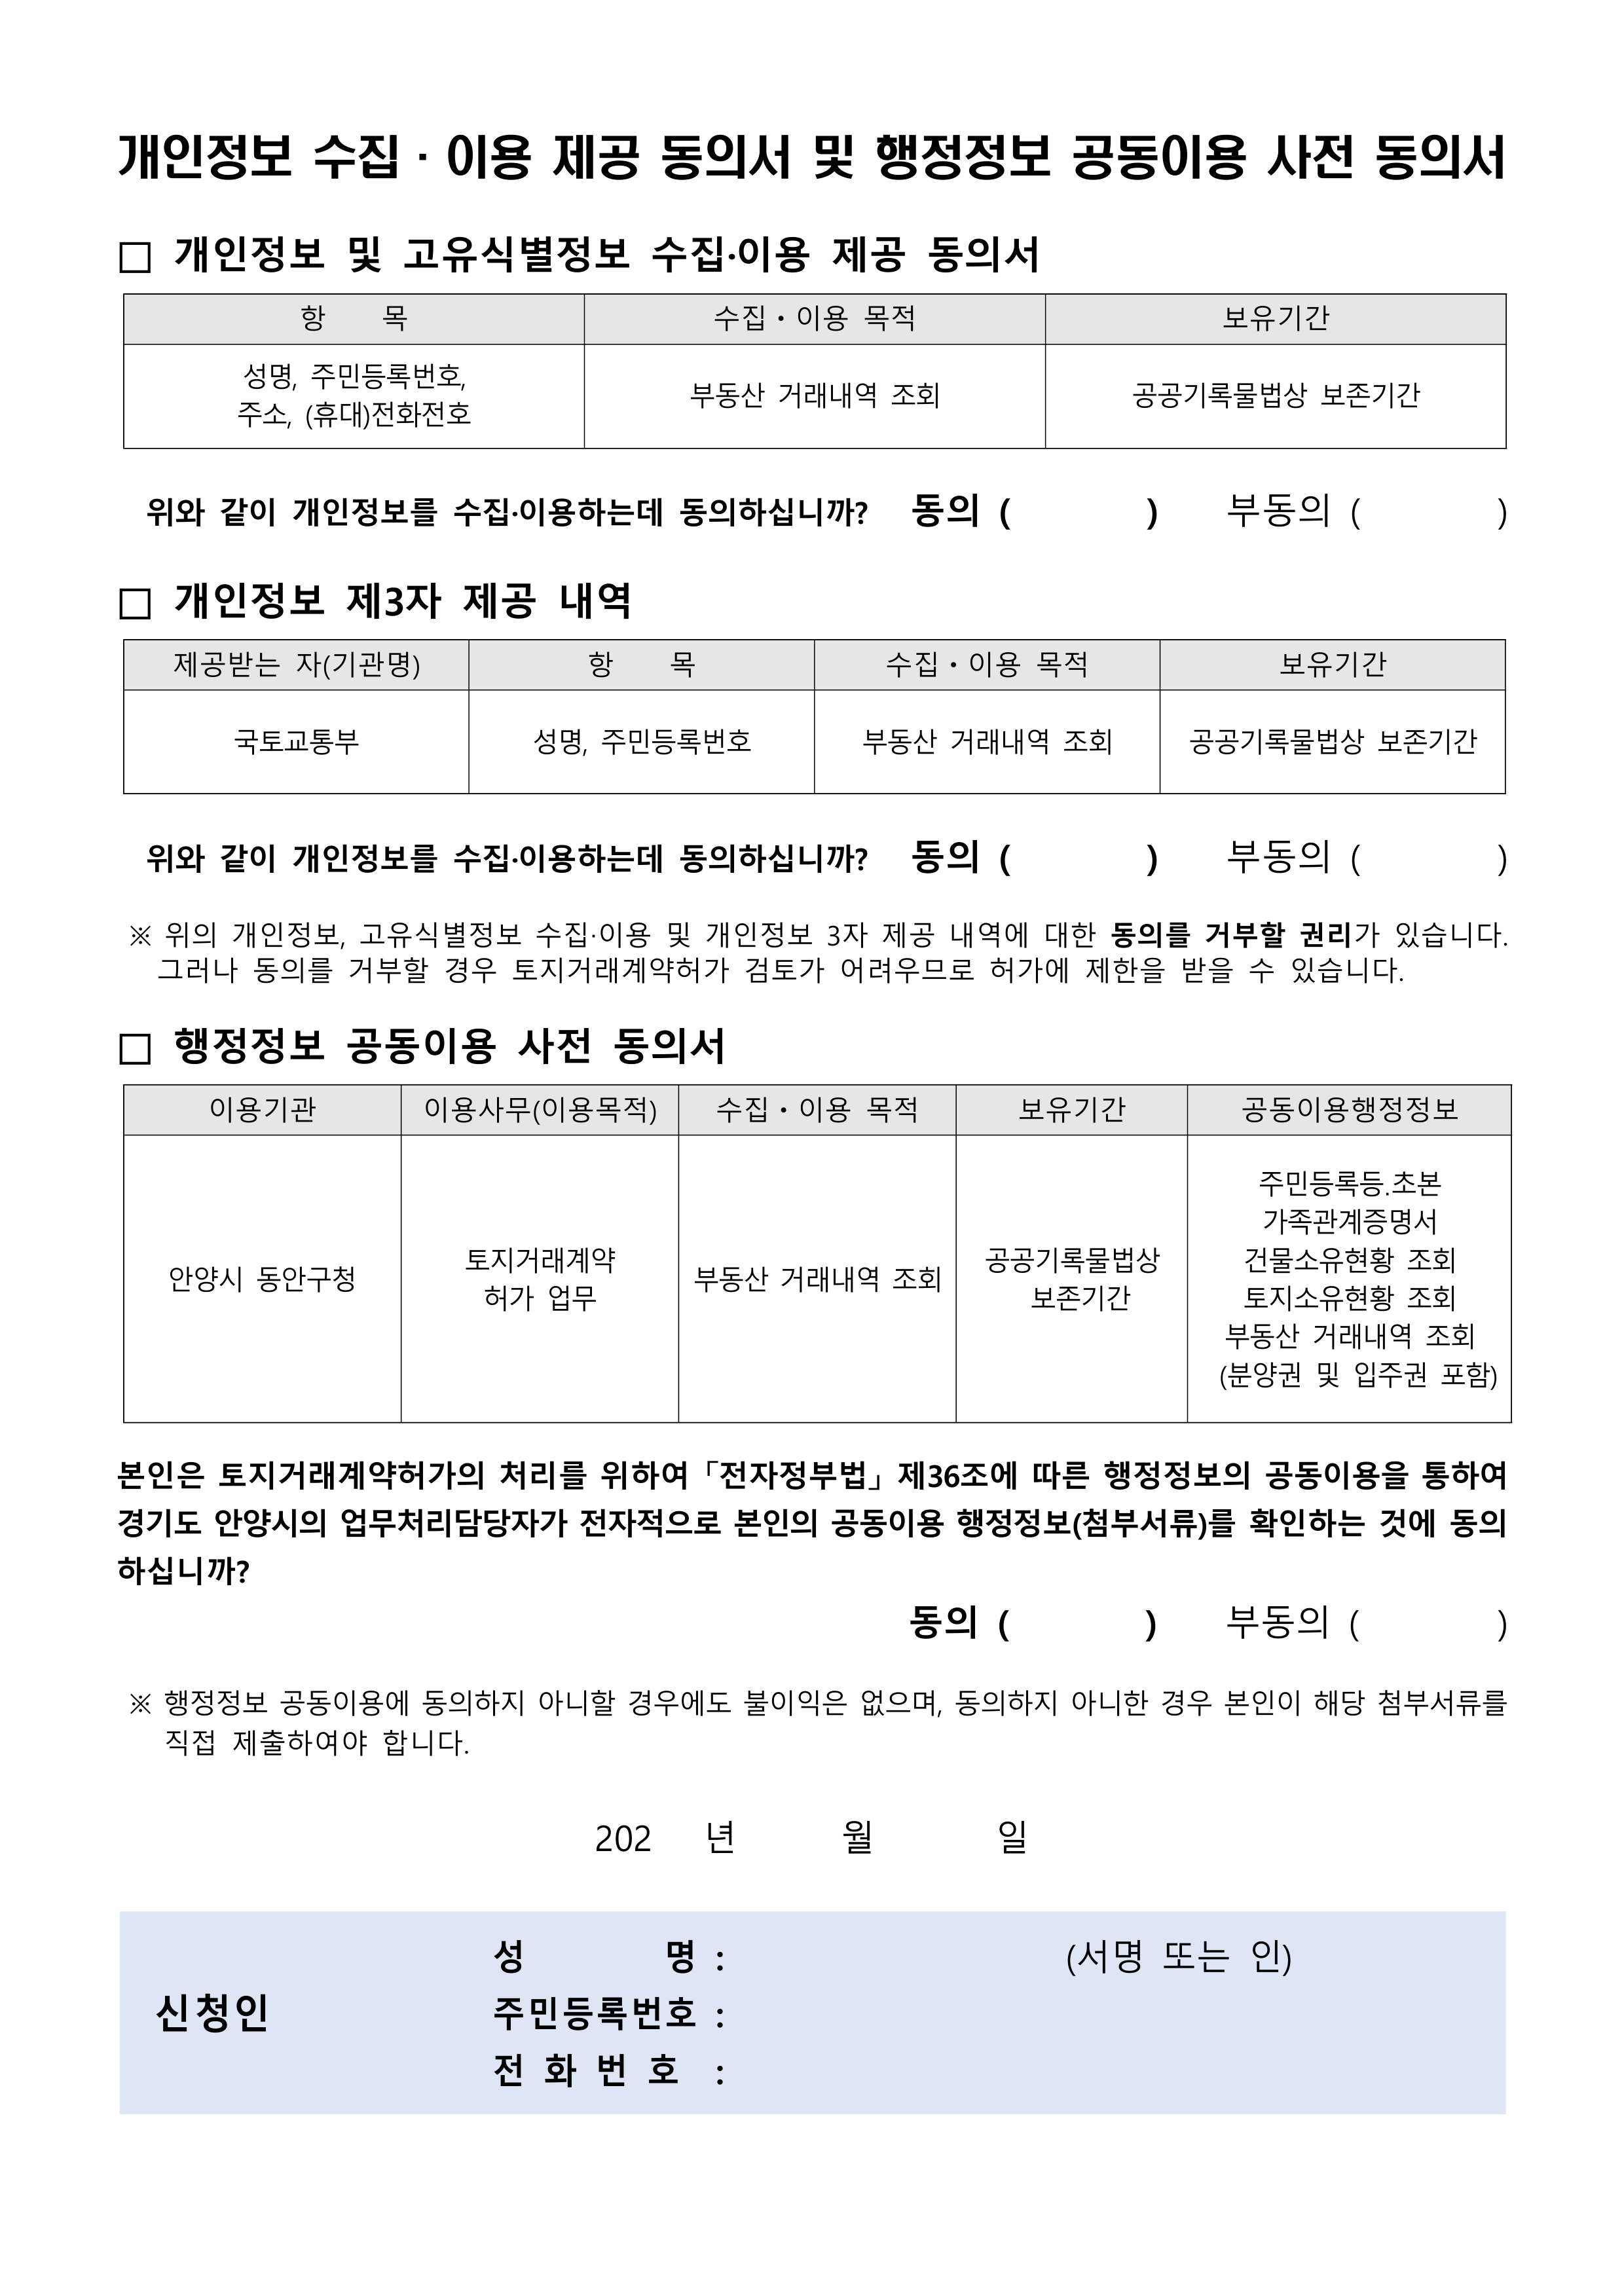 개인정보 수집 · 이용 제공 동의서 및 행정정보 공동이용 사전 동의서
□ 개인정보 및 고유식별정보 수집·이용 제공 동의서
항 목 수집·이용 목적 보유기간
성명, 주민등록번호,
주소, (휴대)전화전호
부동산 거래내역 조회
공공기록물법상 보존기간
위와 같이 개인정보를 수집·이용하는데 동의하십니까? 동의 ( ) 부동의 ( )
□ 개인정보 제3자 제공 내역
제공받는 자(기관명) 항 목 수집·이용 목적 보유기간
국토교통부 성명, 주민등록번호 부동산 거래내역 조회 공공기록물법상 보존기간
위와 같이 개인정보를 수집·이용하는데 동의하십니까? 동의 ( ) 부동의 ( )
※ 위의 개인정보, 고유식별정보 수집·이용 및 개인정보 3자 제공 내역에 대한 동의를 거부할 권리가 있습니다.
그러나 동의를 거부할 경우 토지거래계약허가 검토가 어려우므로 허가에 제한을 받을 수 있습니다.
□ 행정정보 공동이용 사전 동의서
이용기관 이용사무(이용목적) 수집·이용 목적 보유기간 공동이용행정정보
안양시 동안구청
토지거래계약
허가 업무
부동산 거래내역 조회
공공기록물법상
보존기간
주민등록등.초본
가족관계증명서
건물소유현황 조회
토지소유현황 조회
부동산 거래내역 조회
(분양권 및 입주권 포함)
본인은 토지거래계약허가의 처리를 위하여「전자정부법」제36조에 따른 행정정보의 공동이용을 통하여
경기도 안양시의 업무처리담당자가 전자적으로 본인의 공동이용 행정정보(첨부서류)를 확인하는 것에 동의
하십니까?
동의 ( ) 부동의 ( )
※ 행정정보 공동이용에 동의하지 아니할 경우에도 불이익은 없으며, 동의하지 아니한 경우 본인이 해당 첨부서류를
직접 제출하여야 합니다.
202 년 월 일
신청인
성 명 : (서명 또는 인)
주민등록번호 :
전 화 번 호 :